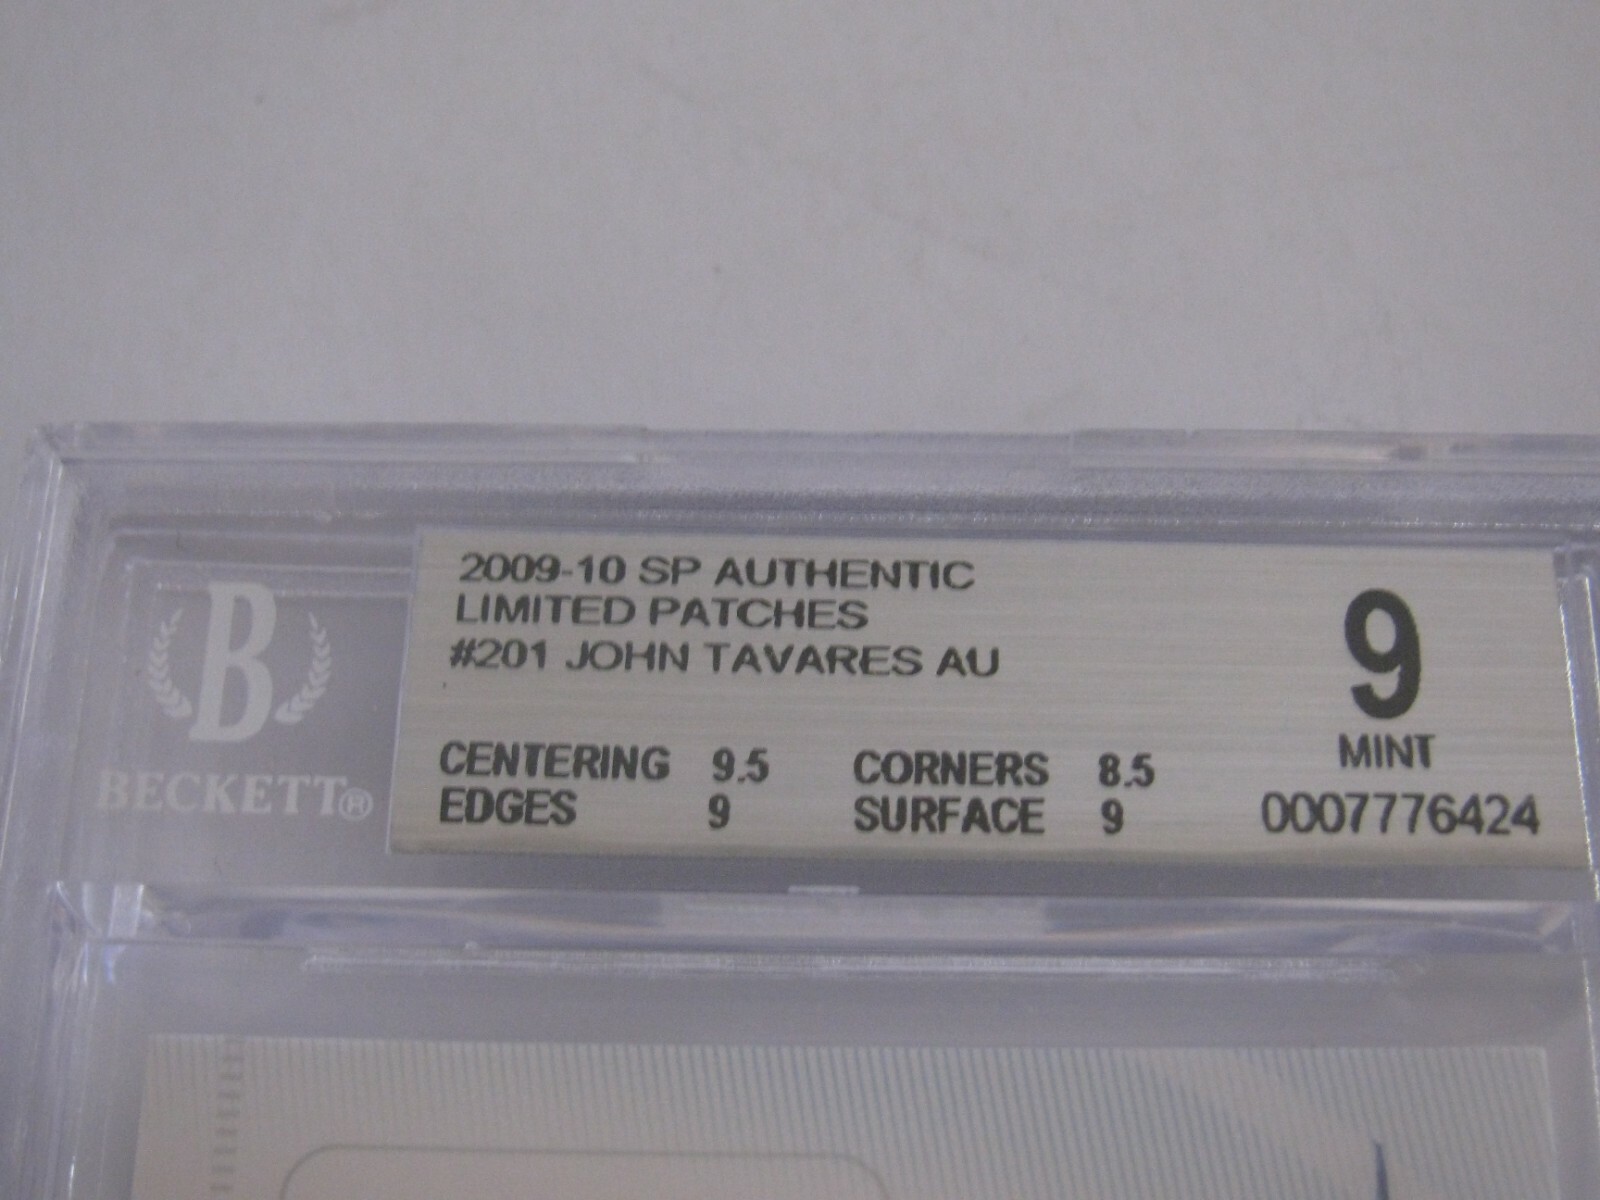 B
BECKETT®
2009-10 SP AUTHENTIC
LIMITED PATCHES
#201 JOHN TAVARES AU
CENTERING 9.5 CORNERS 8.5
EDGES 9 SURFACE 9
9
MINT
0007776424